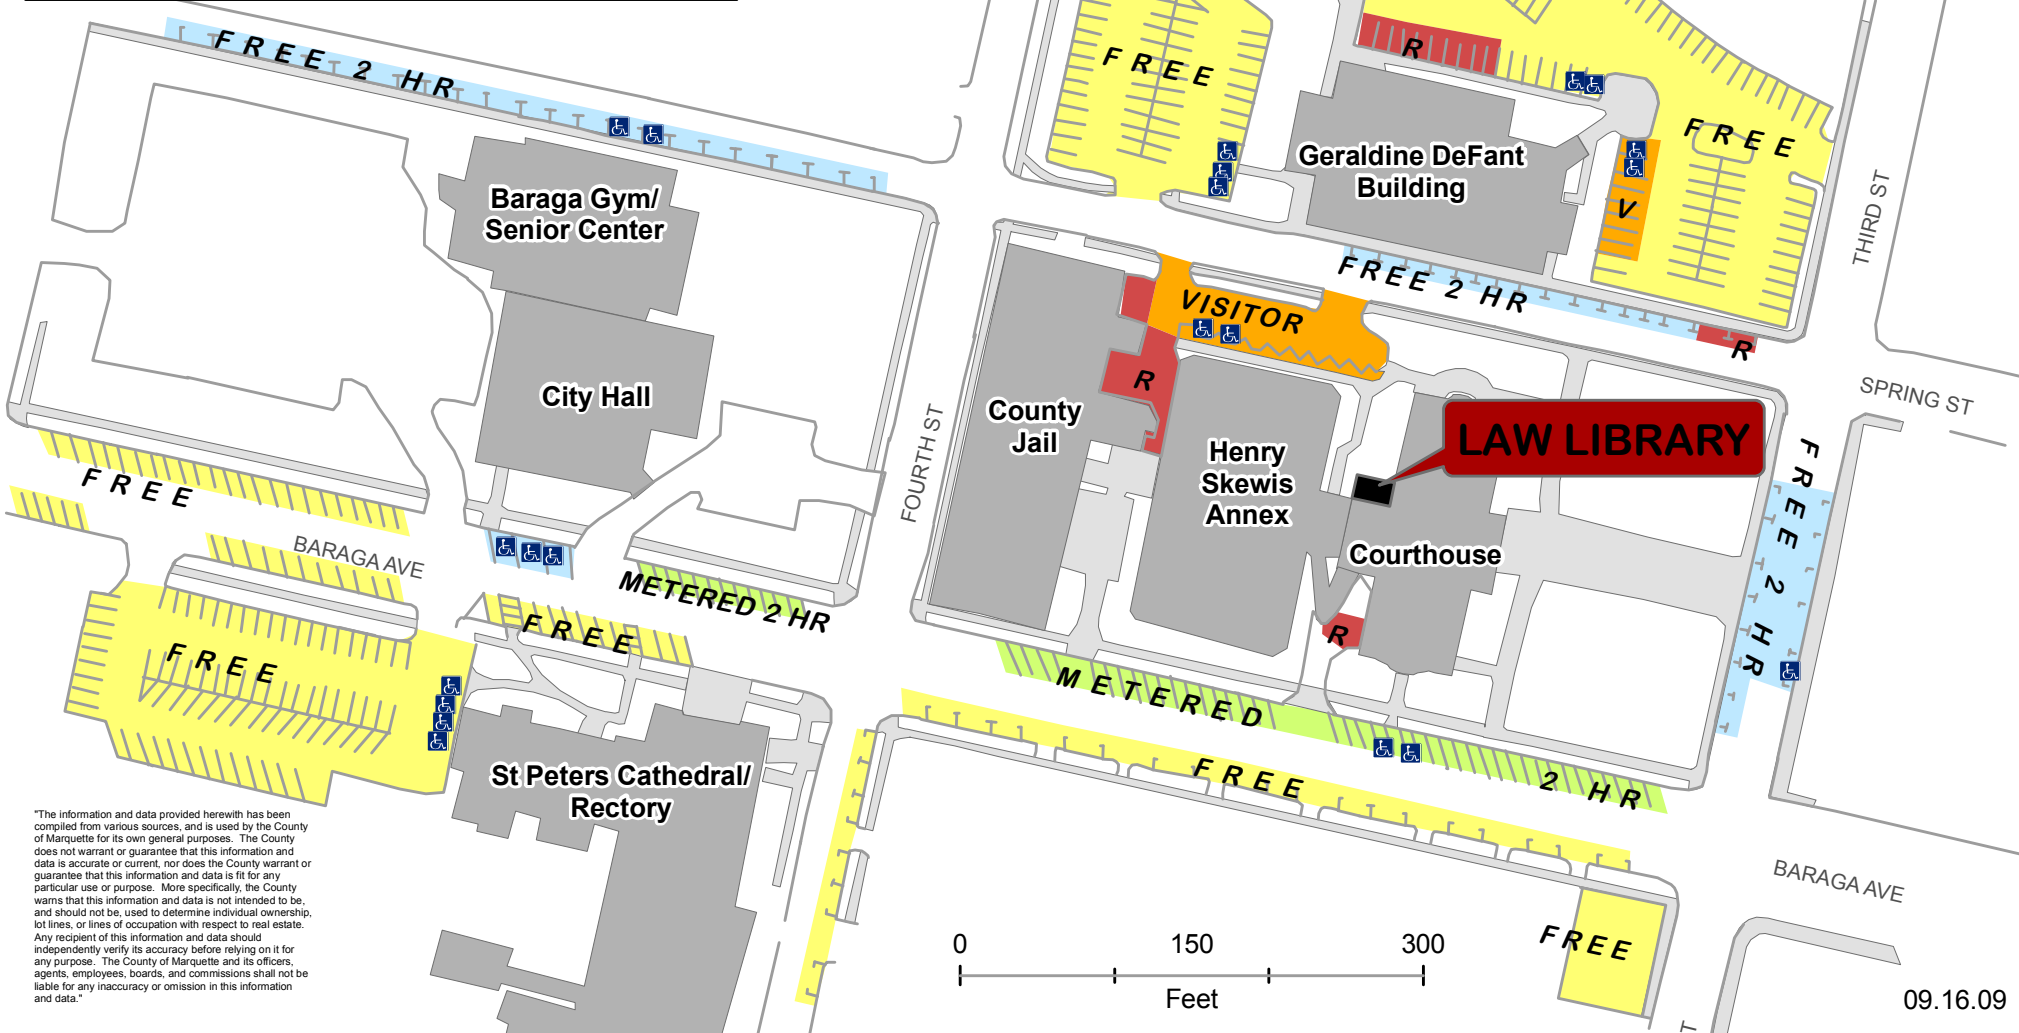 FREE 2 HR
FREE
R
FREE
Geraldine DeFant
Building
V
THIRD ST
Baraga Gym/
Senior Center
FREE 2 HR
VISITOR
R
SPRING ST
City Hall
R
County
Jail
FOURTH ST
Henry
Skewis
Annex
LAW LIBRARY
FREE 2 HR
Courthouse
FREE
BARAGA AVE
METERED 2 HR
FREE
R
FREE
METERED 2 HR
FREE
St Peters Cathedral/
Rectory
BARAGA AVE
FREE
"The information and data provided herewith has been
compiled from various sources, and is used by the County
of Marquette for its own general purposes. The County
does not warrant or guarantee that this information and
data is accurate or current, nor does the County warrant or
guarantee that this information and data is fit for any
particular use or purpose. More specifically, the County
warns that this information and data is not intended to be,
and should not be, used to determine individual ownership,
lot lines, or lines of occupation with respect to real estate.
Any recipient of this information and data should
independently verify its accuracy before relying on it for
any purpose. The County of Marquette and its officers,
agents, employees, boards, and commissions shall not be
liable for any inaccuracy or omission in this information
and data."
0 150 300
Feet
09.16.09
T